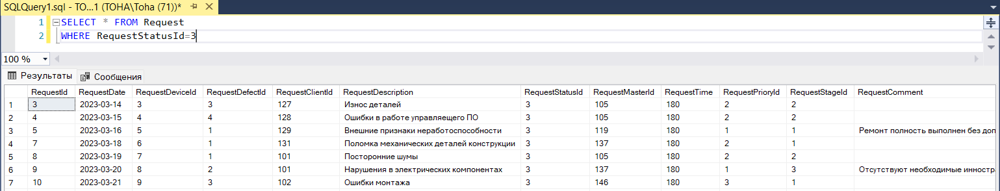 SQLQuery1.sql - TO...1 (TOHA\Toha (71))*
1 SELECT * FROM Request
2 WHERE RequestStatusId=3
100 %
Результаты Сообщения
RequestId RequestDate RequestDeviceId RequestDefectId RequestClientId RequestDescription RequestStatusId RequestMasterId RequestTime RequestPrioryId RequestStageId RequestComment
1 3 2023-03-14 3 3 127 Износ деталей 3 105 180 2 2
2 4 2023-03-15 4 4 128 Ошибки в работе управляещего ПО 3 105 180 2 2
3 5 2023-03-16 5 1 129 Внешние признаки неработоспособности 3 119 180 1 1 Ремонт полность выполнен без доп
4 7 2023-03-18 6 1 131 Поломка механических деталей конструкции 3 137 180 2 1
5 8 2023-03-19 7 1 101 Посторонние шумы 3 105 180 2 2
6 9 2023-03-20 8 2 101 Нарушения в электрических компонентах 3 137 180 1 3 Отсутствуют необходимые инностр
7 10 2023-03-21 9 3 102 Ошибки монтажа 3 146 180 3 1